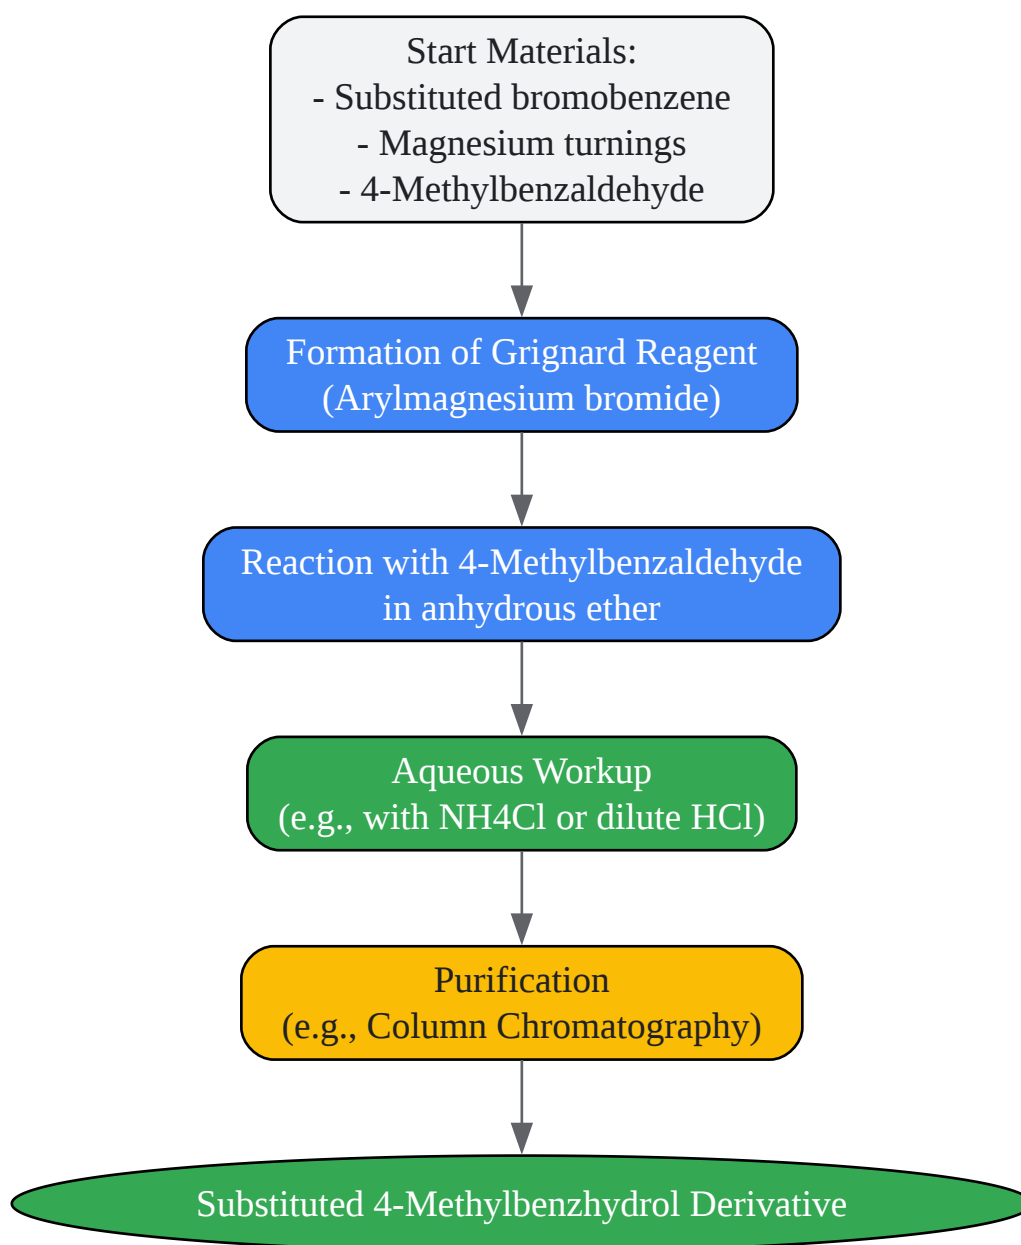 Start Materials:
- Substituted bromobenzene
- Magnesium turnings
- 4-Methylbenzaldehyde
Formation of Grignard Reagent
(Arylmagnesium bromide)
Reaction with 4-Methylbenzaldehyde
in anhydrous ether
Aqueous Workup
(e.g., with NH4Cl or dilute HCl)
Purification
(e.g., Column Chromatography)
Substituted 4-Methylbenzhydrol Derivative